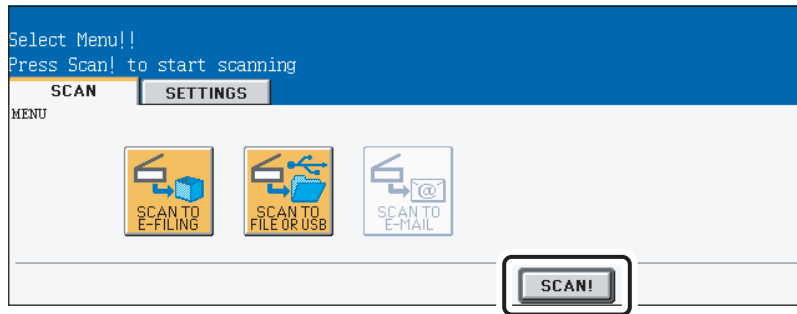 Select Menu!!
Press Scan! to start scanning
SCAN
SETTINGS
MENU
SCAN TO
E-FILING
SCAN TO
FILE OR USB
@
SCAN TO
E-MAIL
SCAN!